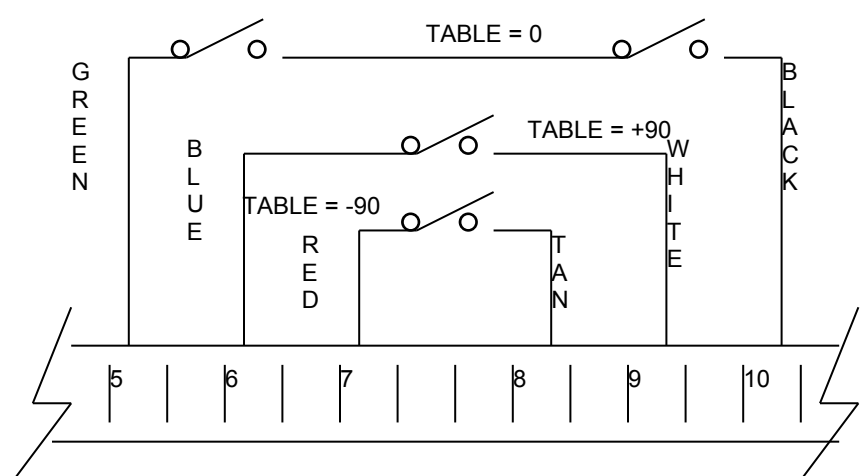 TABLE = 0
GREEN
BLACK
TABLE = +90
BLUE
WHITE
TABLE = -90
RED
TAN
5 6 7 8 9 10